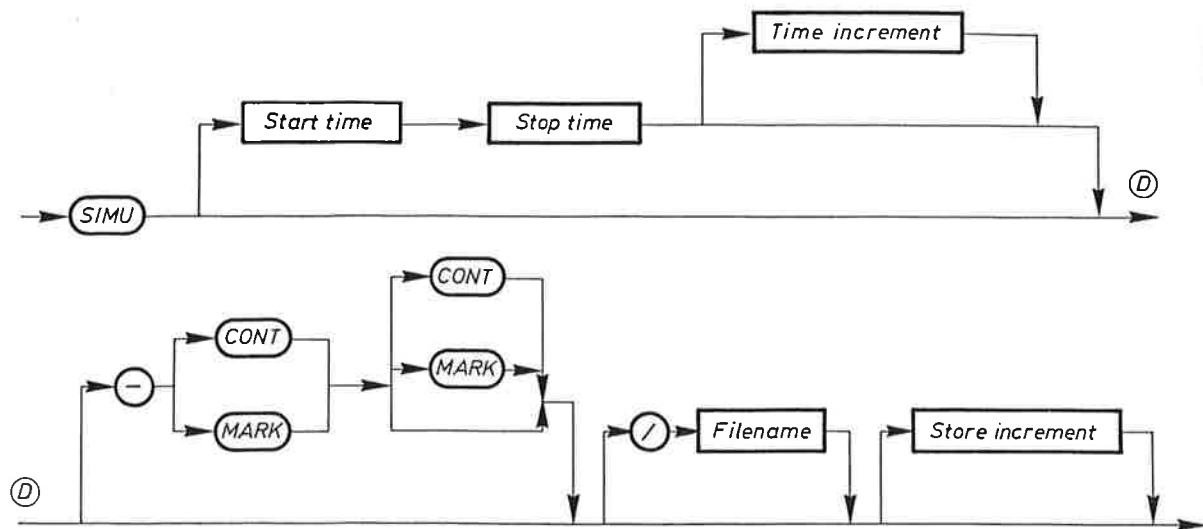 Time increment
Start time
Stop time
D
SIMU
CONT
CONT
MARK
-
MARK
/
Filename
Store increment
D